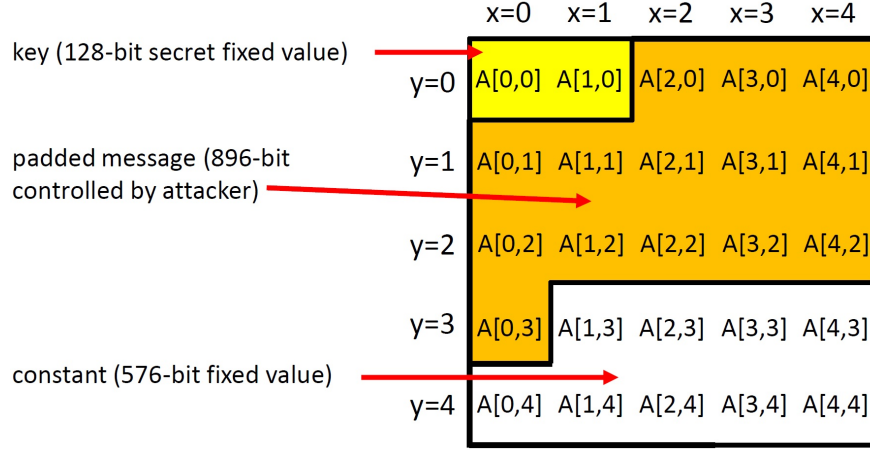 x=0 x=1 x=2 x=3 x=4
key (128-bit secret fixed value)
y=0 A[0,0] A[1,0] A[2,0] A[3,0] A[4,0]
padded message (896-bit
controlled by attacker)
y=1 A[0,1] A[1,1] A[2,1] A[3,1] A[4,1]
y=2 A[0,2] A[1,2] A[2,2] A[3,2] A[4,2]
y=3 A[0,3] A[1,3] A[2,3] A[3,3] A[4,3]
constant (576-bit fixed value)
y=4 A[0,4] A[1,4] A[2,4] A[3,4] A[4,4]